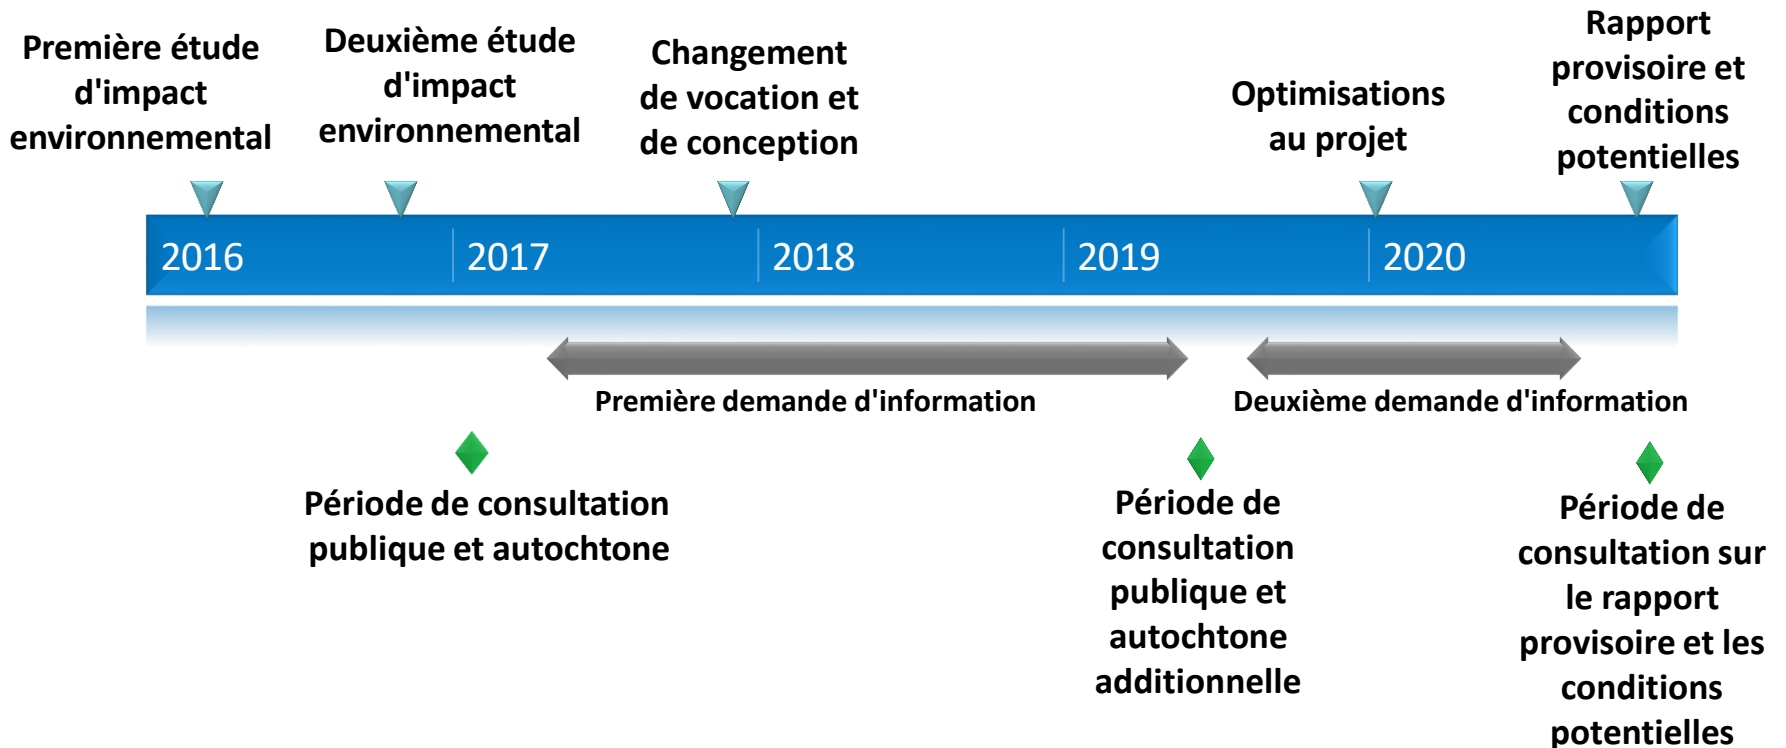 Première étude
d'impact
environnemental
Deuxième étude
d'impact
environnemental
Changement
de vocation et
de conception
Optimisations
au projet
Rapport
provisoire et
conditions
potentielles
2016
2017
2018
2019
2020
Première demande d'information
Deuxième demande d'information
Période de consultation
publique et autochtone
Période de
consultation
publique et
autochtone
additionnelle
Période de
consultation sur
le rapport
provisoire et les
conditions
potentielles